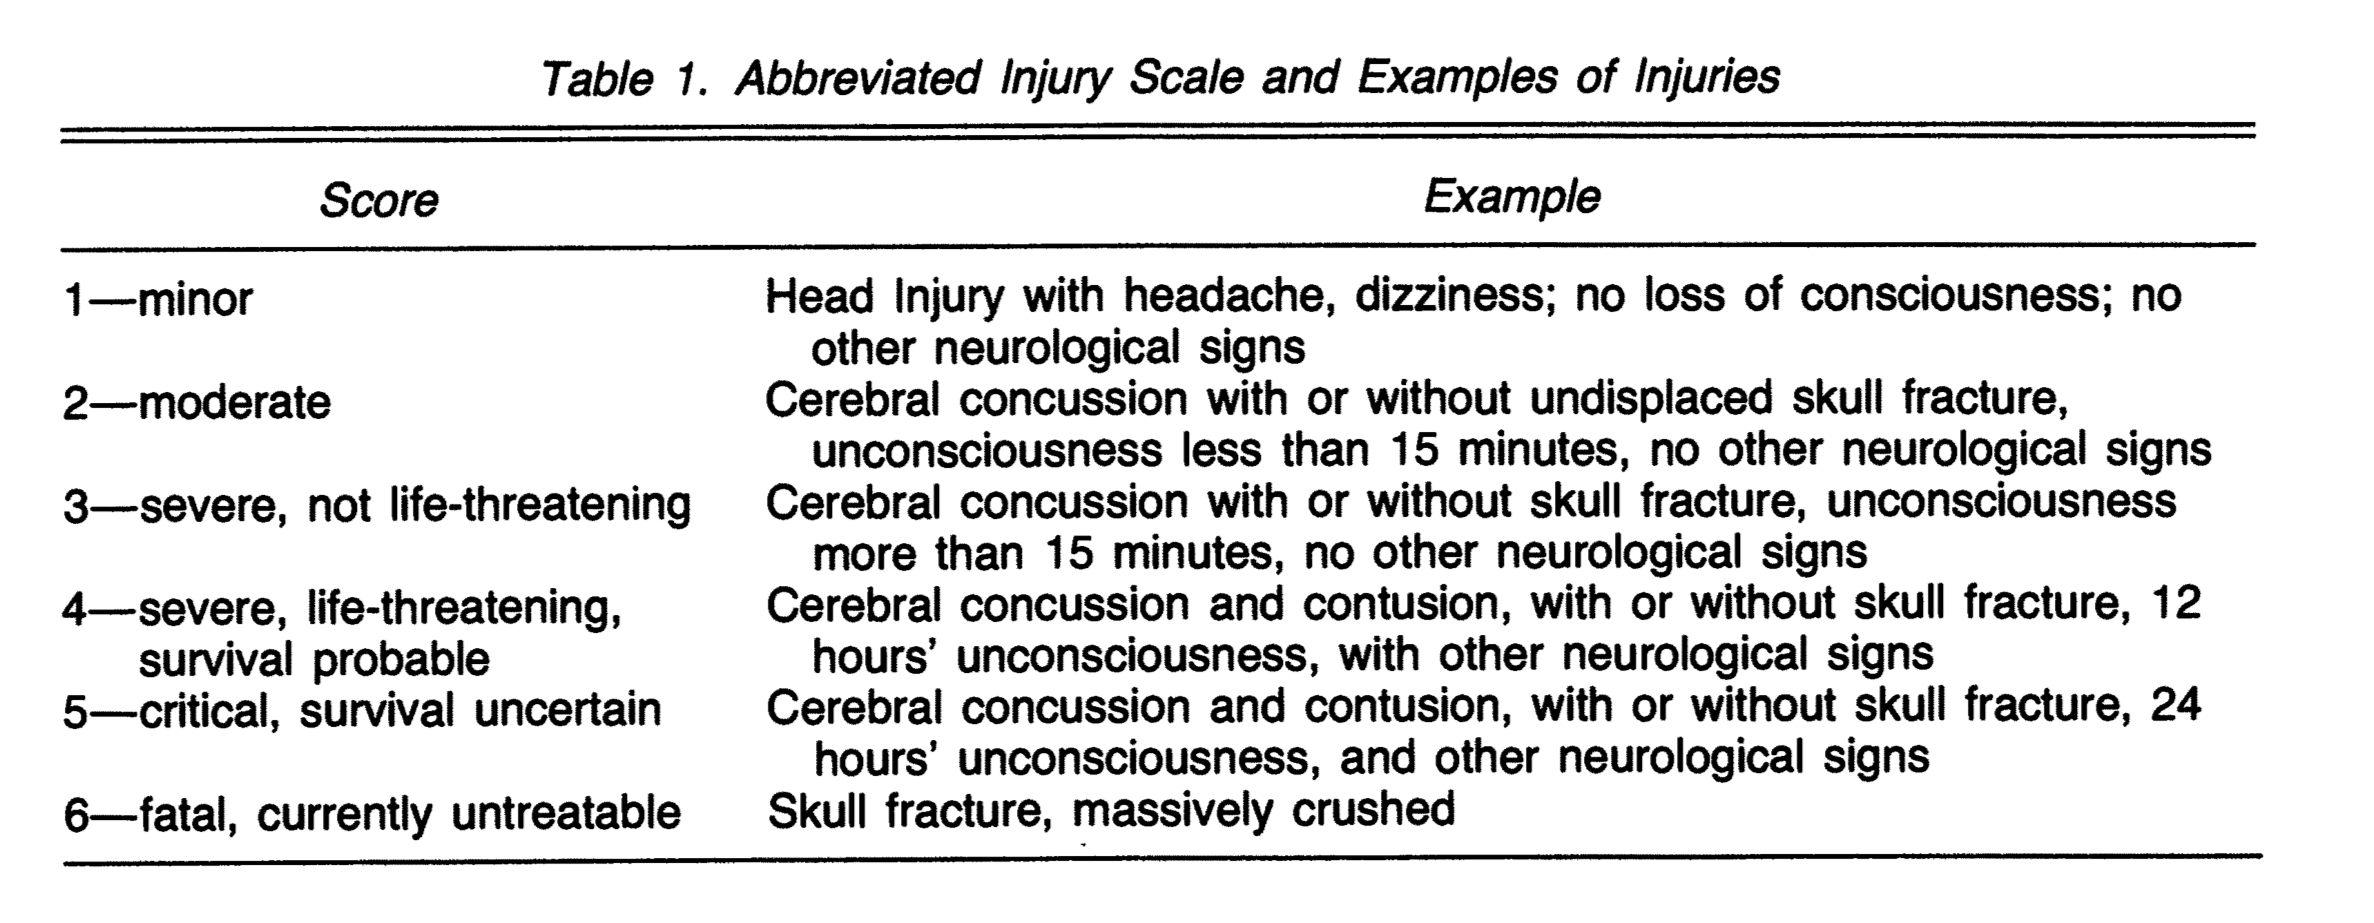 Table 1. Abbreviated Injury Scale and Examples of Injuries
Score Example
1—minor Head Injury with headache, dizziness; no loss of consciousness; no
other neurological signs
2—moderate Cerebral concussion with or without undisplaced skull fracture,
unconsciousness less than 15 minutes, no other neurological signs
3—severe, not life-threatening Cerebral concussion with or without skull fracture, unconsciousness
more than 15 minutes, no other neurological signs
4—severe, life-threatening, Cerebral concussion and contusion, with or without skull fracture, 12
survival probable hours’ unconsciousness, with other neurological signs
5—critical, survival uncertain Cerebral concussion and contusion, with or without skull fracture, 24
hours’ unconsciousness, and other neurological signs
6—fatal, currently untreatable Skull fracture, massively crushed